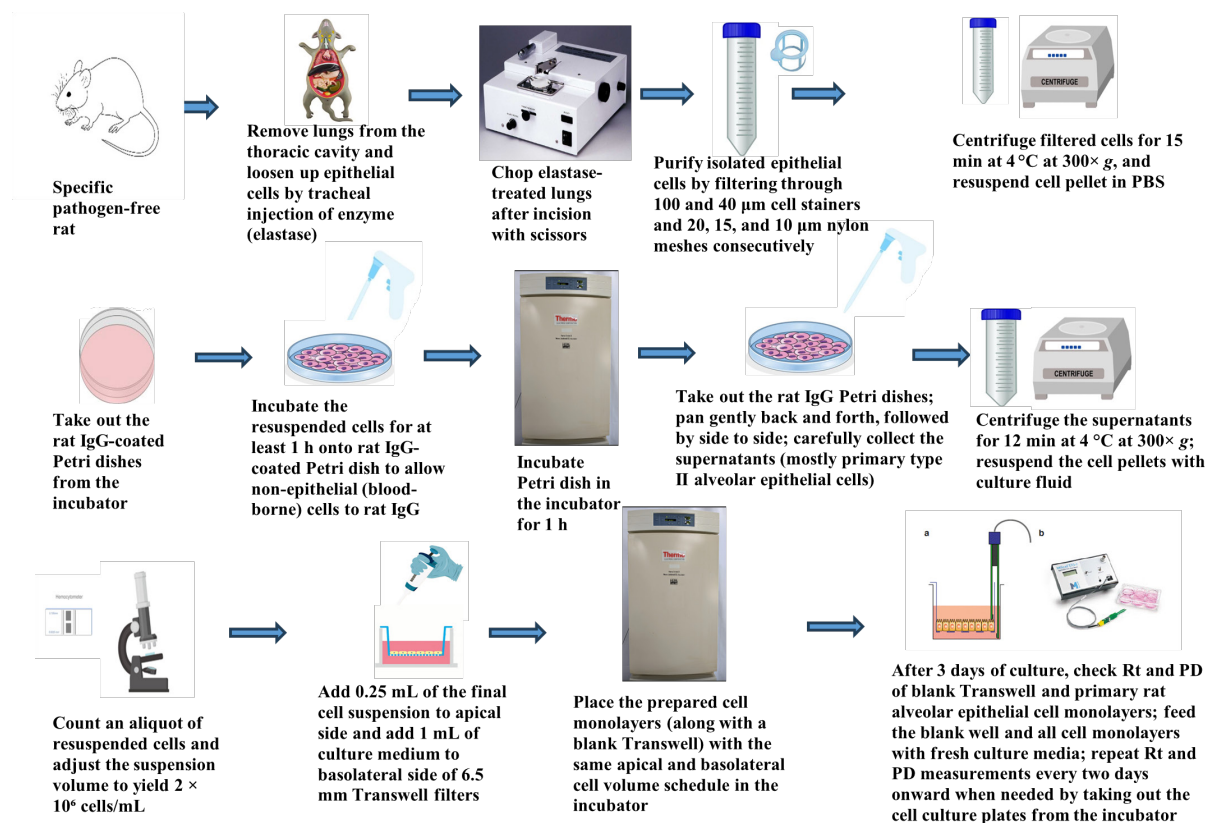 Specific
pathogen-free
rat
Remove lungs from the
thoracic cavity and
loosen up epithelial
cells by tracheal
injection of enzyme
(elastase)
Chop elastase-
treated lungs
after incision
with scissors
Purify isolated epithelial
cells by filtering through
100 and 40 µm cell stainers
and 20, 15, and 10 µm nylon
meshes consecutively
CENTRIFUGE
Centrifuge filtered cells for 15
min at 4 °C at 300× g, and
resuspend cell pellet in PBS
Take out the
rat IgG-coated
Petri dishes
from the
incubator
Incubate the
resuspended cells for at
least 1 h onto rat IgG-
coated Petri dish to allow
non-epithelial (blood-
borne) cells to rat IgG
Thermo
Incubate
Petri dish in
the incubator
for 1 h
Take out the rat IgG Petri dishes;
pan gently back and forth, followed
by side to side; carefully collect the
supernatants (mostly primary type
II alveolar epithelial cells)
CENTRIFUGE
Centrifuge the supernatants
for 12 min at 4 °C at 300× g;
resuspend the cell pellets with
culture fluid
Count an aliquot of
resuspended cells and
adjust the suspension
volume to yield 2 ×
10⁶ cells/mL
Add 0.25 mL of the final
cell suspension to apical
side and add 1 mL of
culture medium to
basolateral side of 6.5
mm Transwell filters
Thermo
Place the prepared cell
monolayers (along with a
blank Transwell) with the
same apical and basolateral
cell volume schedule in the
incubator
a b
After 3 days of culture, check Rt and PD
of blank Transwell and primary rat
alveolar epithelial cell monolayers; feed
the blank well and all cell monolayers
with fresh culture media; repeat Rt and
PD measurements every two days
onward when needed by taking out the
cell culture plates from the incubator